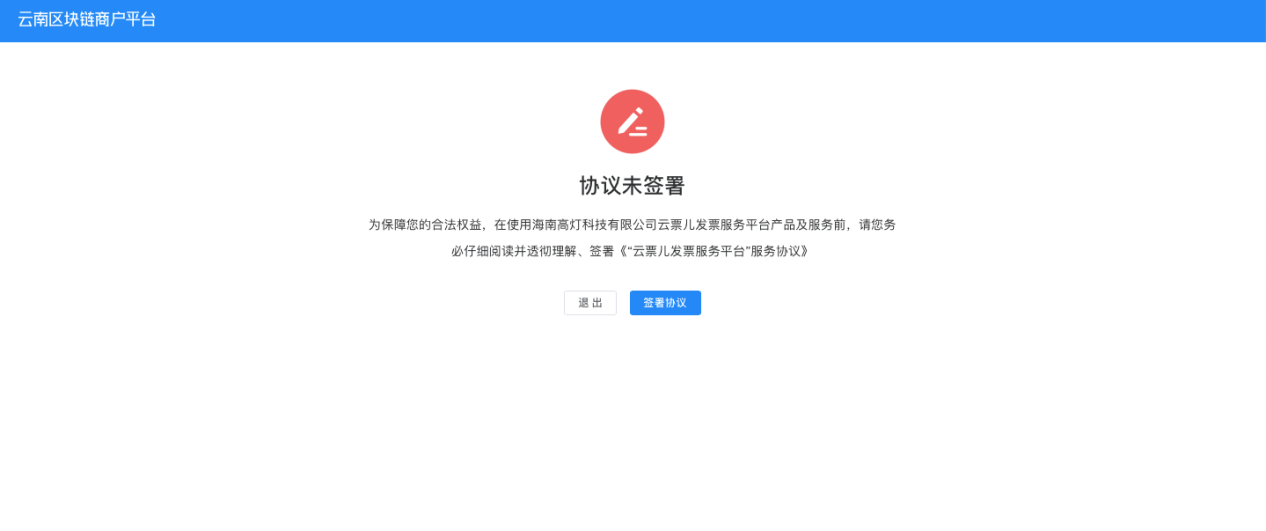 云南区块链商户平台
协议未签署
为保障您的合法权益，在使用海南高灯科技有限公司云票儿发票服务平台产品及服务前，请您务
必仔细阅读并透彻理解、签署《“云票儿发票服务平台”服务协议》
退 出
签署协议